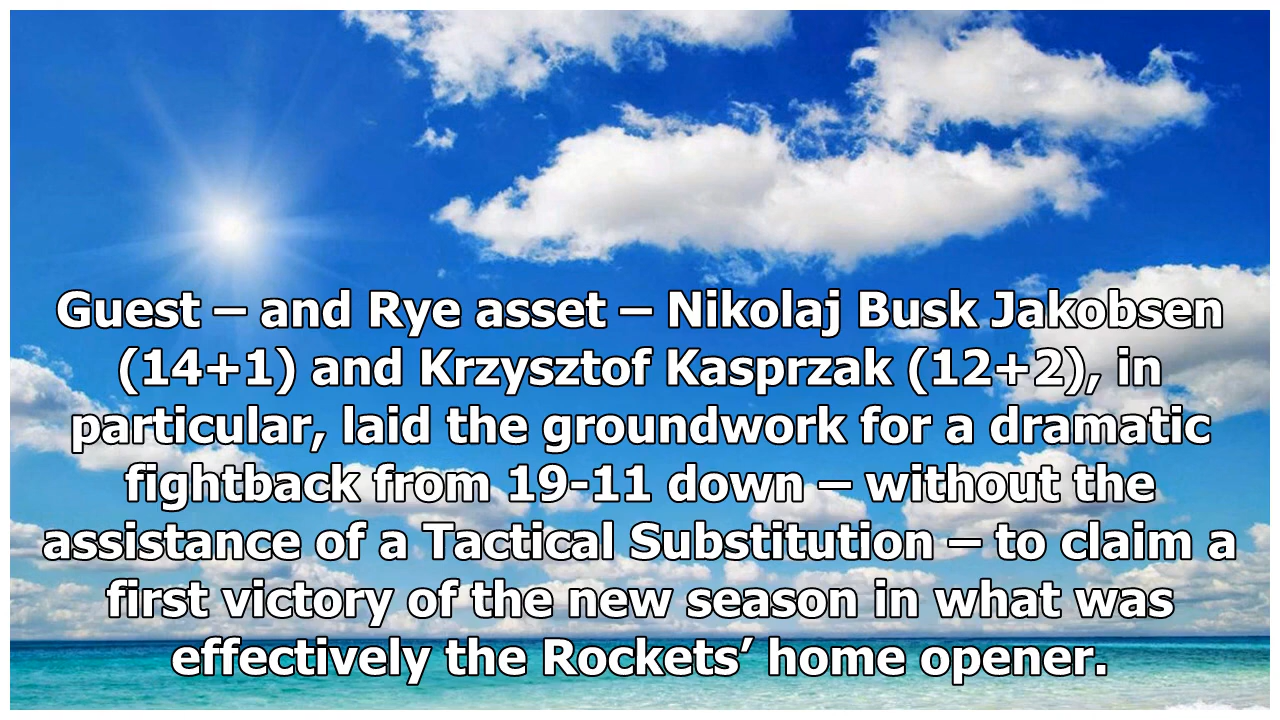 Guest – and Rye asset – Nikolaj Busk Jakobsen
(14+1) and Krzysztof Kasprzak (12+2), in
particular, laid the groundwork for a dramatic
fightback from 19-11 down – without the
assistance of a Tactical Substitution – to claim a
first victory of the new season in what was
effectively the Rockets’ home opener.